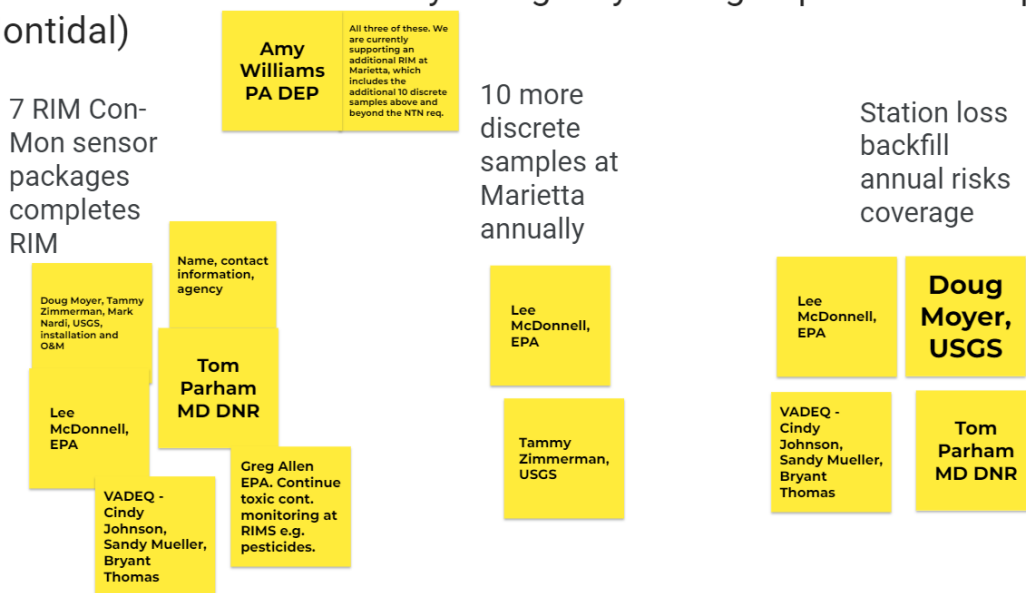 ontidal)
Amy
Williams
PA DEP
All three of these. We
are currently
supporting an
additional RIM at
Marietta, which
includes the
additional 10 discrete
samples above and
beyond the NTN req.
7 RIM Con-
Mon sensor
packages
completes
RIM
10 more
discrete
samples at
Marietta
annually
Station loss
backfill
annual risks
coverage
Doug Moyer, Tammy
Zimmerman, Mark
Nardi, USGS,
installation and
O&M
Name, contact
information,
agency
Tom
Parham
MD DNR
Lee
McDonnell,
EPA
VADEQ -
Cindy
Johnson,
Sandy Mueller,
Bryant
Thomas
Greg Allen
EPA. Continue
toxic cont.
monitoring at
RIMS e.g.
pesticides.
Lee
McDonnell,
EPA
Tammy
Zimmerman,
USGS
Lee
McDonnell,
EPA
Doug
Moyer,
USGS
VADEQ -
Cindy
Johnson,
Sandy Mueller,
Bryant
Thomas
Tom
Parham
MD DNR